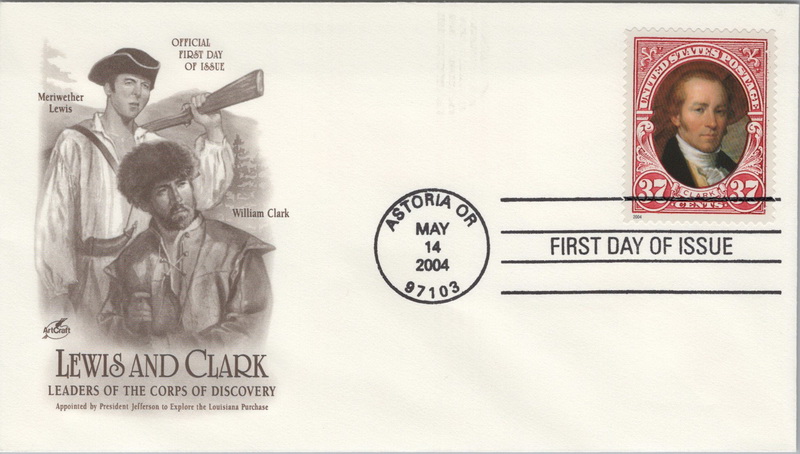 OFFICIAL
FIRST DAY
OF ISSUE
Meriwether
Lewis
William Clark
ArtCraft
LEWIS AND CLARK
LEADERS OF THE CORPS OF DISCOVERY
Appointed by President Jefferson to Explore the Louisiana Purchase
UNITED STATES POSTAGE
CLARK
37 CENTS 37
2004
ASTORIA OR
MAY
14
2004
97103
FIRST DAY OF ISSUE